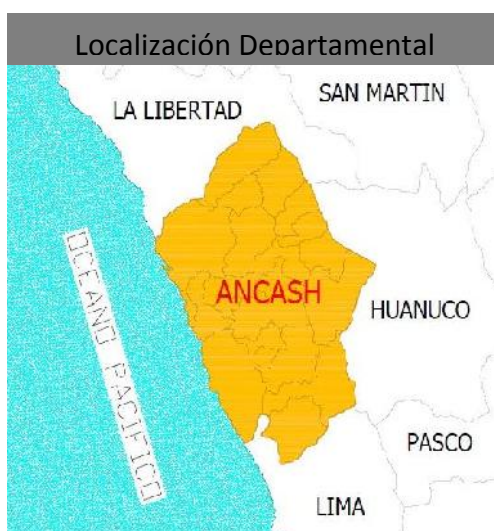 Localización Departamental
SAN MARTIN
LA LIBERTAD
OCEANO PACIFICO
ANCASH
HUANUCO
PASCO
LIMA